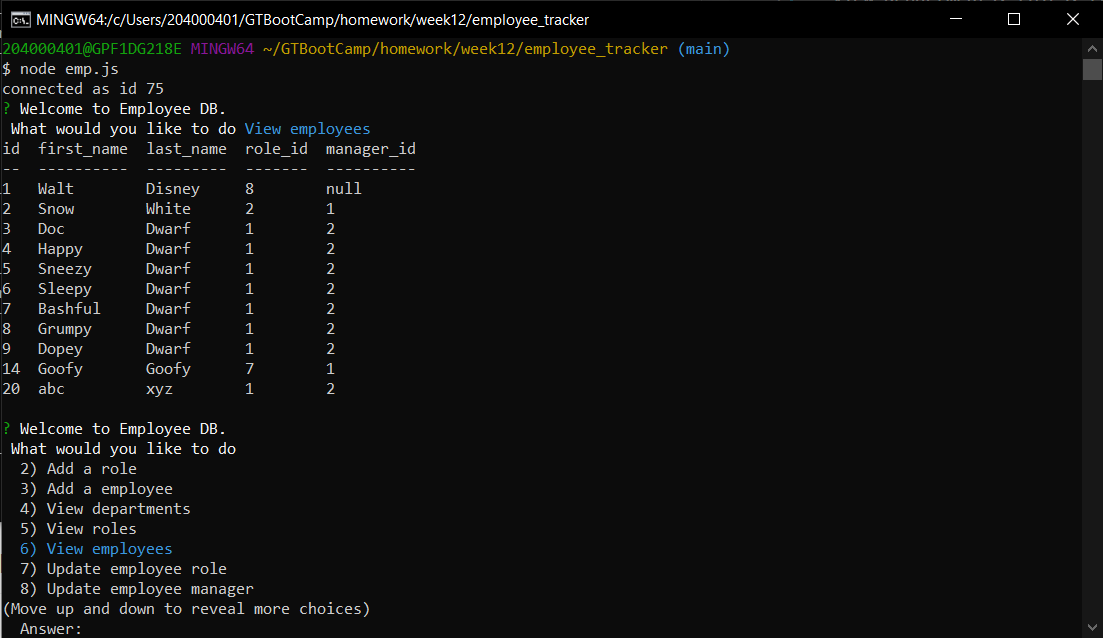 MINGW64:/c/Users/204000401/GTBootCamp/homework/week12/employee_tracker
204000401@GPF1DG218E MINGW64 ~/GTBootCamp/homework/week12/employee_tracker (main)
$ node emp.js
connected as id 75
? Welcome to Employee DB.
 What would you like to do View employees
id  first_name  last_name  role_id  manager_id
--  ----------  ---------  -------  ----------
1   Walt        Disney     8        null
2   Snow        White      2        1
3   Doc         Dwarf      1        2
4   Happy       Dwarf      1        2
5   Sneezy      Dwarf      1        2
6   Sleepy      Dwarf      1        2
7   Bashful     Dwarf      1        2
8   Grumpy      Dwarf      1        2
9   Dopey       Dwarf      1        2
14  Goofy       Goofy      7        1
20  abc         xyz        1        2
? Welcome to Employee DB.
 What would you like to do
  2) Add a role
  3) Add a employee
  4) View departments
  5) View roles
  6) View employees
  7) Update employee role
  8) Update employee manager
(Move up and down to reveal more choices)
  Answer: